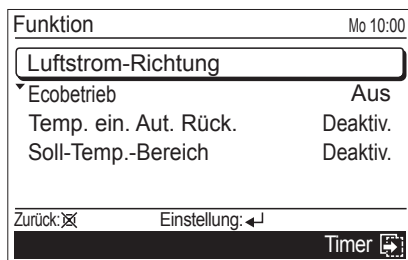 Funktion Mo 10:00
Luftstrom-Richtung
Ecobetrieb Aus
Temp. ein. Aut. Rück. Deaktiv.
Soll-Temp.-Bereich Deaktiv.
Zurück: Einstellung:
Timer